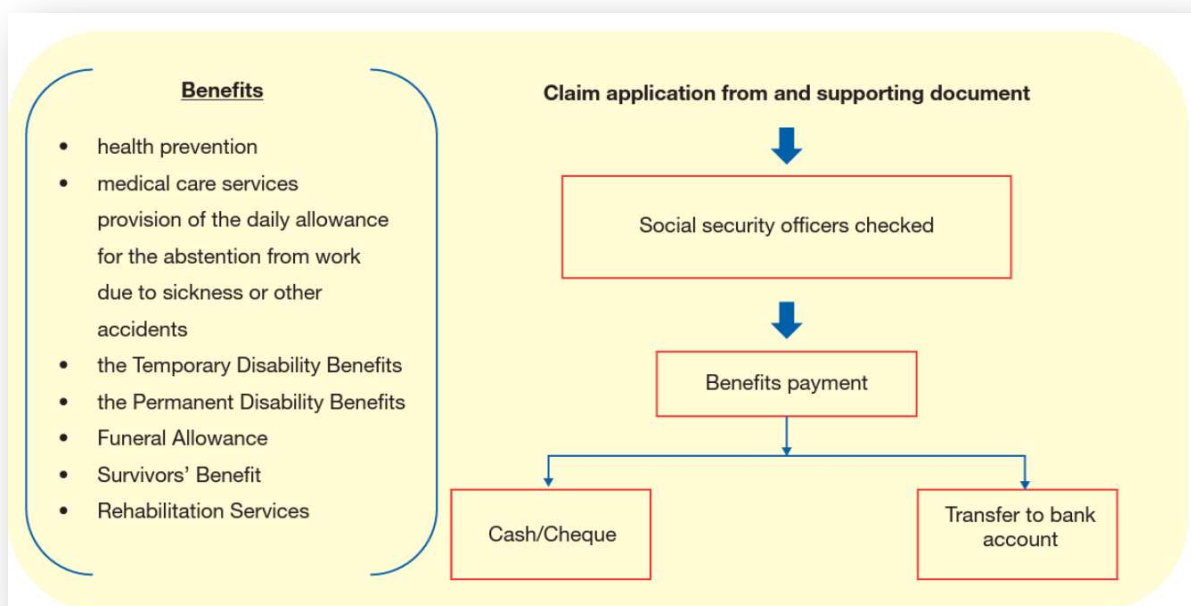 Benefits
• health prevention
• medical care services
provision of the daily allowance
for the abstention from work
due to sickness or other
accidents
• the Temporary Disability Benefits
• the Permanent Disability Benefits
• Funeral Allowance
• Survivors’ Benefit
• Rehabilitation Services
Claim application from and supporting document
Social security officers checked
Benefits payment
Cash/Cheque
Transfer to bank
account